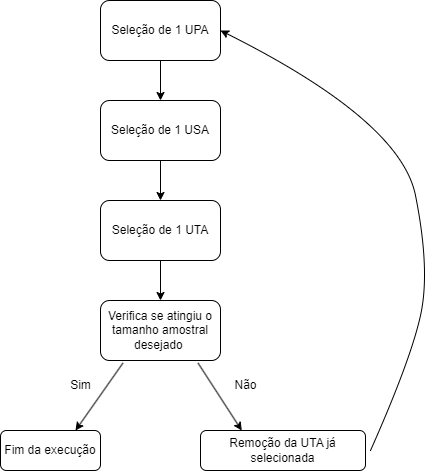 Seleção de 1 UPA
Seleção de 1 USA
Seleção de 1 UTA
Verifica se atingiu o
tamanho amostral
desejado
Sim
Não
Fim da execução
Remoção da UTA já
selecionada